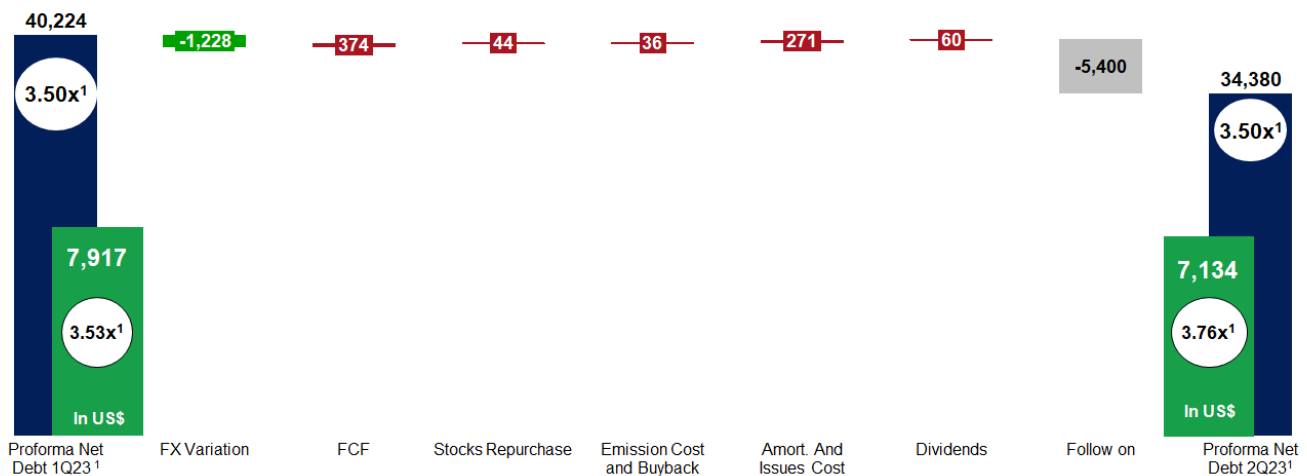 40,224
3.50x¹
7,917
3.53x¹
In US$
Proforma Net
Debt 1Q23 ¹
-1,228
FX Variation
374
FCF
44
Stocks Repurchase
36
Emission Cost
and Buyback
271
Amort. And
Issues Cost
60
Dividends
-5,400
Follow on
34,380
3.50x¹
7,134
3.76x¹
In US$
Proforma Net
Debt 2Q23¹